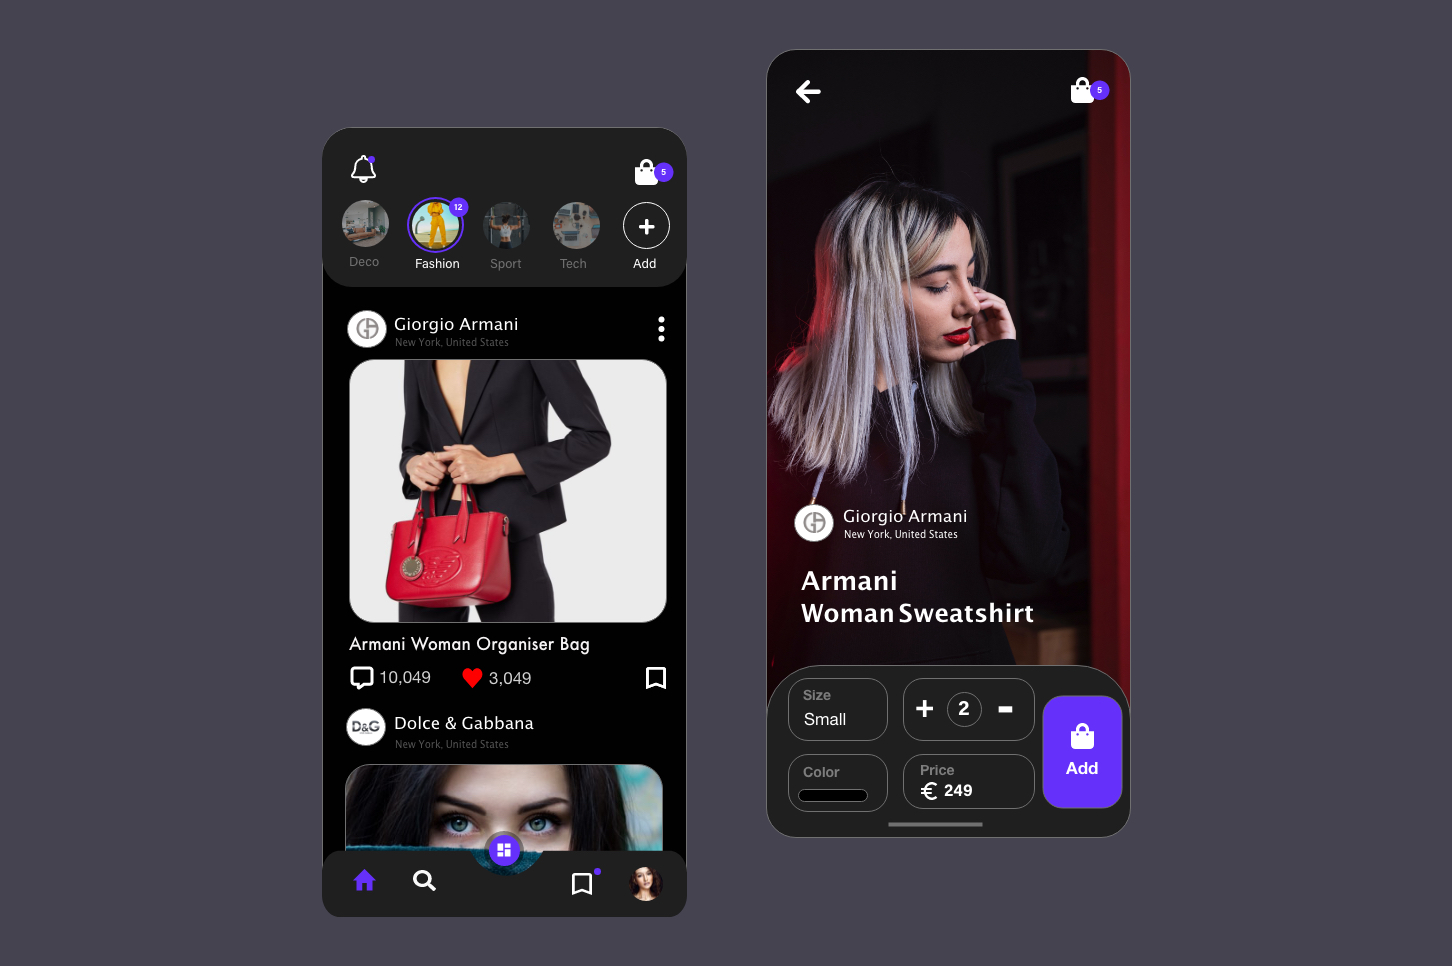 5
12
Deco
Fashion
Sport
Tech
Add
Giorgio Armani
New York, United States
Armani Woman Organiser Bag
10,049
3,049
D&G
Dolce & Gabbana
New York, United States
5
Giorgio Armani
New York, United States
Armani
Woman Sweatshirt
Size
Small
+ 2 -
Color
Price
€ 249
Add